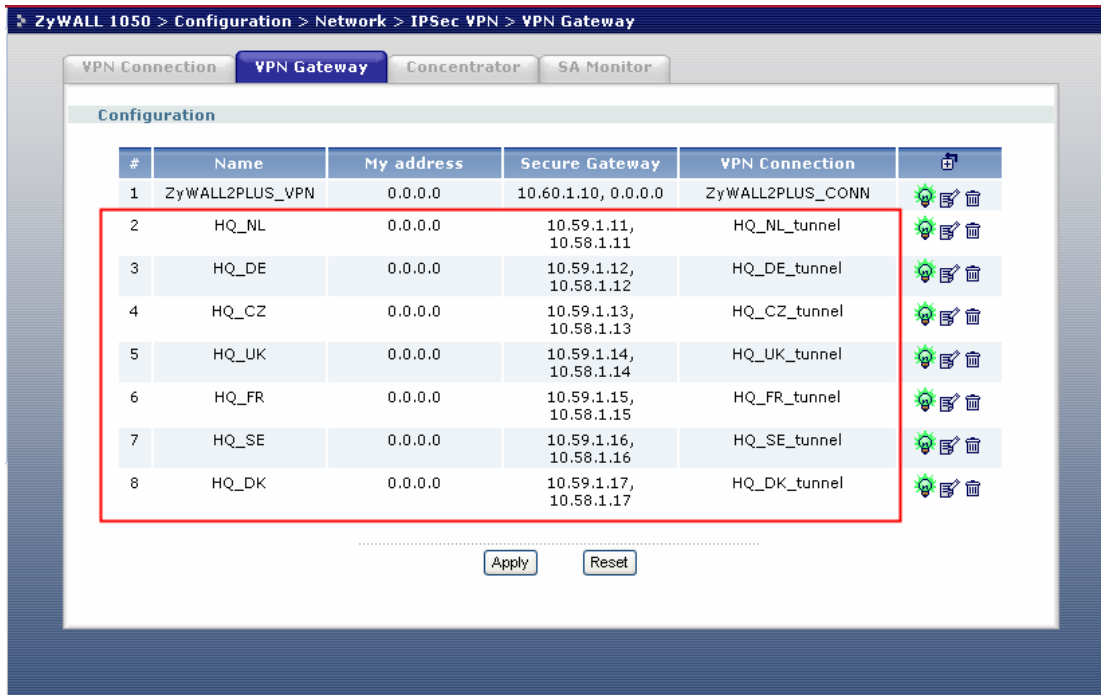 ZyWALL 1050 > Configuration > Network > IPSec VPN > VPN Gateway
VPN Connection VPN Gateway Concentrator SA Monitor
Configuration
# Name My address Secure Gateway VPN Connection
1 ZyWALL2PLUS_VPN 0.0.0.0 10.60.1.10, 0.0.0.0 ZyWALL2PLUS_CONN
2 HQ_NL 0.0.0.0 10.59.1.11, HQ_NL_tunnel
10.58.1.11
3 HQ_DE 0.0.0.0 10.59.1.12, HQ_DE_tunnel
10.58.1.12
4 HQ_CZ 0.0.0.0 10.59.1.13, HQ_CZ_tunnel
10.58.1.13
5 HQ_UK 0.0.0.0 10.59.1.14, HQ_UK_tunnel
10.58.1.14
6 HQ_FR 0.0.0.0 10.59.1.15, HQ_FR_tunnel
10.58.1.15
7 HQ_SE 0.0.0.0 10.59.1.16, HQ_SE_tunnel
10.58.1.16
8 HQ_DK 0.0.0.0 10.59.1.17, HQ_DK_tunnel
10.58.1.17
Apply Reset